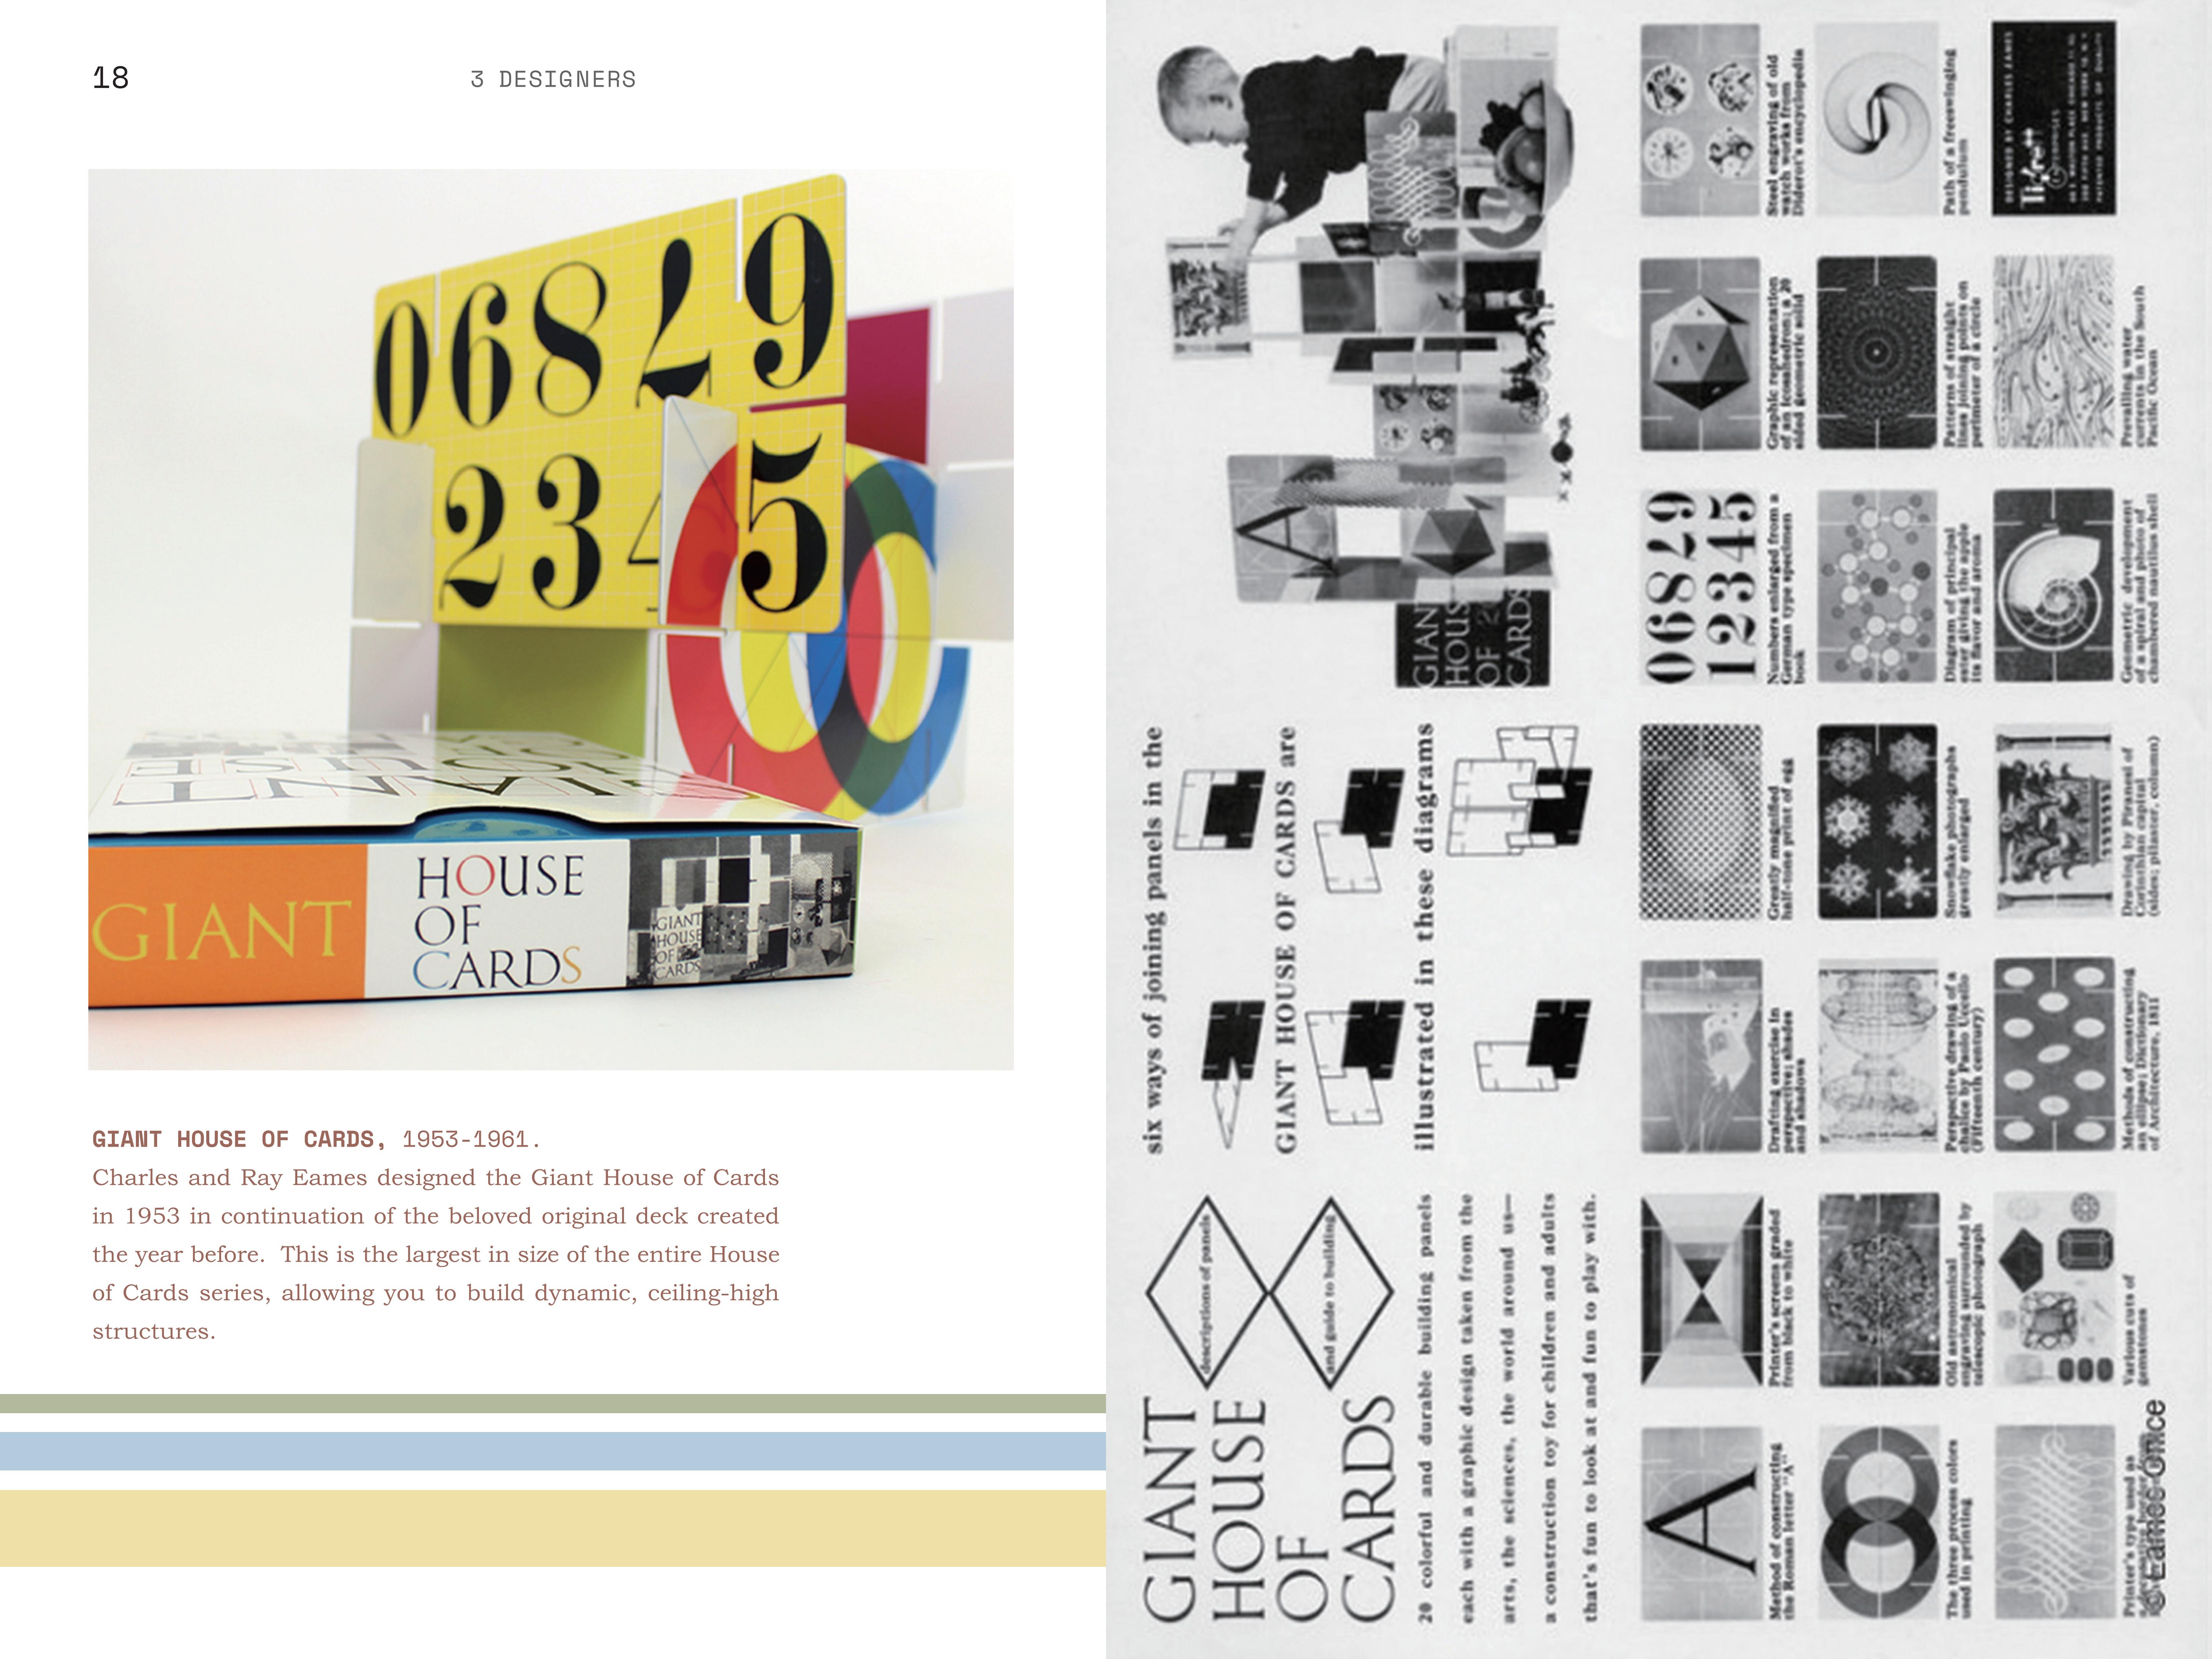 18
3 DESIGNERS
06879
2345
GIANT
HOUSE
OF
CARDS
GIANT
HOUSE
OF
CARDS
GIANT HOUSE OF CARDS, 1953-1961.
Charles and Ray Eames designed the Giant House of Cards
in 1953 in continuation of the beloved original deck created
the year before. This is the largest in size of the entire House
of Cards series, allowing you to build dynamic, ceiling-high
structures.
GIANT
HOUSE
OF
CARDS
descriptions of panels
and guide to building
20 colorful and durable building panels
each with a graphic design taken from the
arts, the sciences, the world around us—
a construction toy for children and adults
that's fun to look at and fun to play with.
six ways of joining panels in the
GIANT HOUSE OF CARDS are
illustrated in these diagrams
GIANT
HOUSE
OF 2
CARDS
A
A
Method of constructing
the Roman letter "A"
Printer's screens graded
from black to white
Drafting exercise in
perspective; shades
and shadows
Greatly magnified
half-tone print of egg
06879
12345
Numbers enlarged from a
German type specimen
book
Graphic representation
of an icosahedron; a 20
sided geometric solid
Steel engraving of old
watch works from
Diderot's encyclopedia
The three process colors
used in printing
Old astronomical
engraving surrounded by
telescopic photograph
Perspective drawing of a
chalice by Paolo Uccello
(Fifteenth century)
Snowflake photographs
greatly enlarged
Diagram of principal
ester giving the apple
its flavor and aroma
Patterns of straight
lines joining points on
perimeter of a circle
Path of a freeswinging
pendulum
Printer's type used as
Various cuts of
gemstones
Methods of constructing
an ellipse; Dictionary
of Architecture, 1811
Drawing by Pranel of
Corinthian capital
(sides; pilaster, column)
Geometric development
of a spiral and photo of
chambered nautilus shell
Prevailing water
currents in the South
Pacific Ocean
DESIGNED BY CHARLES EAMES
© Eames Office